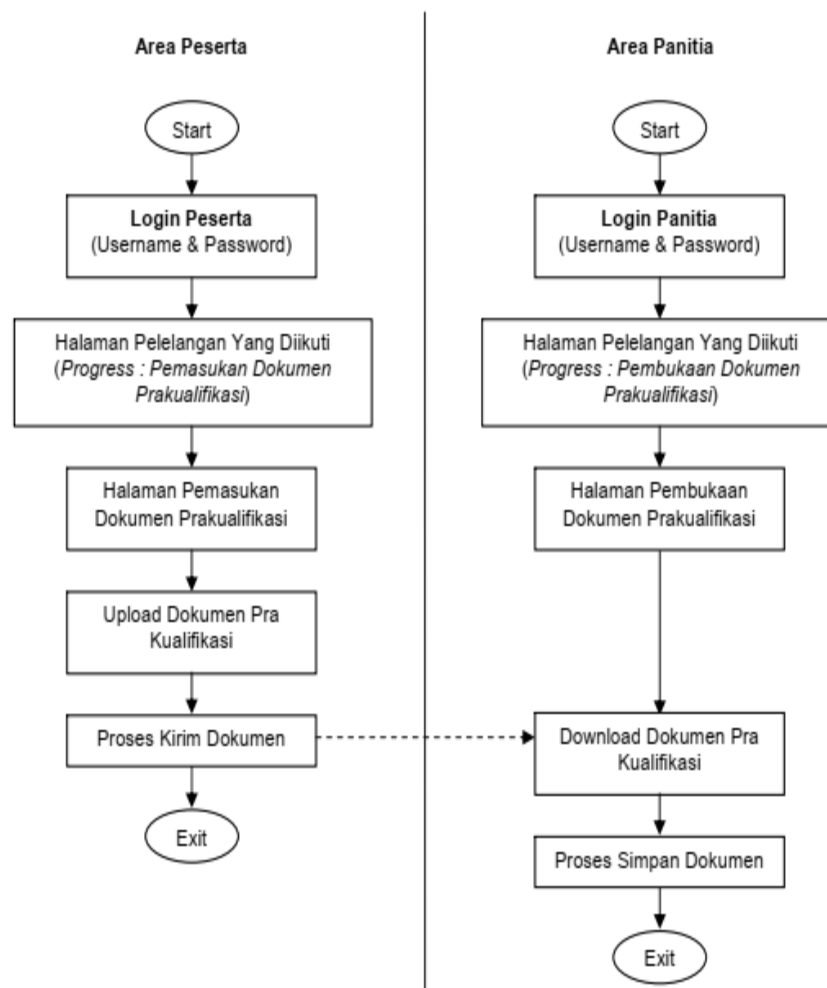 Area Peserta
Start
Login Peserta
(Username & Password)
Halaman Pelelangan Yang Diikuti
(Progress : Pemasukan Dokumen
Prakualifikasi)
Halaman Pemasukan
Dokumen Prakualifikasi
Upload Dokumen Pra
Kualifikasi
Proses Kirim Dokumen
Exit
Area Panitia
Start
Login Panitia
(Username & Password)
Halaman Pelelangan Yang Diikuti
(Progress : Pembukaan Dokumen
Prakualifikasi)
Halaman Pembukaan
Dokumen Prakualifikasi
Download Dokumen Pra
Kualifikasi
Proses Simpan Dokumen
Exit